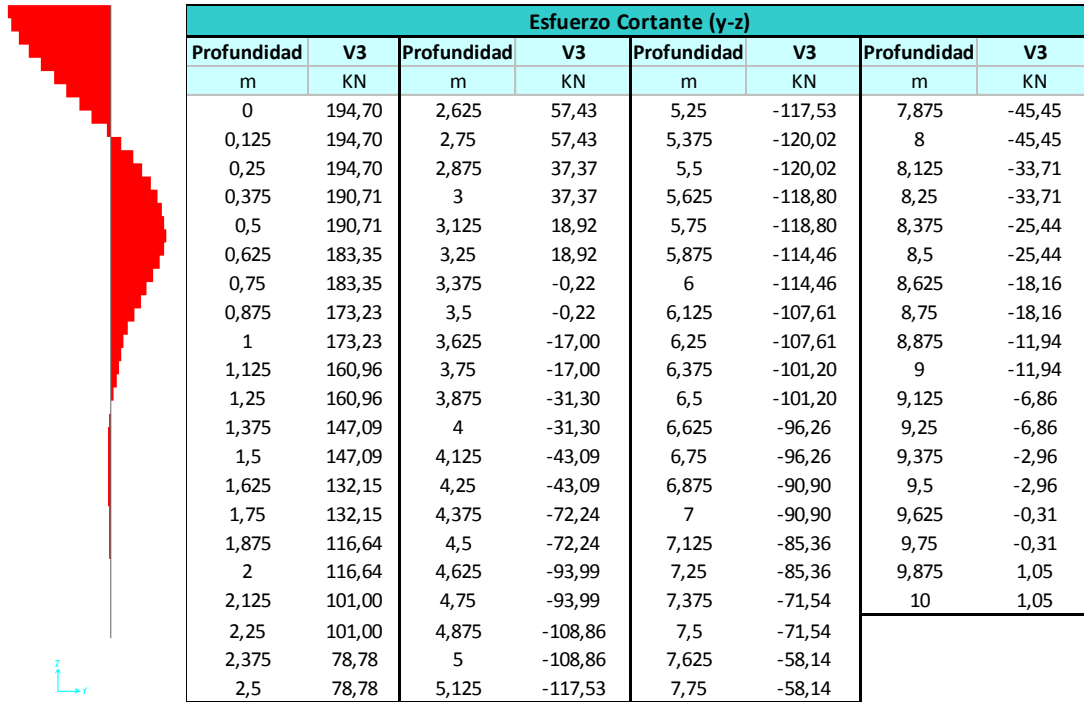 Esfuerzo Cortante (y-z)
Profundidad V3 Profundidad V3 Profundidad V3 Profundidad V3
m KN m KN m KN m KN
0 194,70 2,625 57,43 5,25 -117,53 7,875 -45,45
0,125 194,70 2,75 57,43 5,375 -120,02 8 -45,45
0,25 194,70 2,875 37,37 5,5 -120,02 8,125 -33,71
0,375 190,71 3 37,37 5,625 -118,80 8,25 -33,71
0,5 190,71 3,125 18,92 5,75 -118,80 8,375 -25,44
0,625 183,35 3,25 18,92 5,875 -114,46 8,5 -25,44
0,75 183,35 3,375 -0,22 6 -114,46 8,625 -18,16
0,875 173,23 3,5 -0,22 6,125 -107,61 8,75 -18,16
1 173,23 3,625 -17,00 6,25 -107,61 8,875 -11,94
1,125 160,96 3,75 -17,00 6,375 -101,20 9 -11,94
1,25 160,96 3,875 -31,30 6,5 -101,20 9,125 -6,86
1,375 147,09 4 -31,30 6,625 -96,26 9,25 -6,86
1,5 147,09 4,125 -43,09 6,75 -96,26 9,375 -2,96
1,625 132,15 4,25 -43,09 6,875 -90,90 9,5 -2,96
1,75 132,15 4,375 -72,24 7 -90,90 9,625 -0,31
1,875 116,64 4,5 -72,24 7,125 -85,36 9,75 -0,31
2 116,64 4,625 -93,99 7,25 -85,36 9,875 1,05
2,125 101,00 4,75 -93,99 7,375 -71,54 10 1,05
2,25 101,00 4,875 -108,86 7,5 -71,54
2,375 78,78 5 -108,86 7,625 -58,14
2,5 78,78 5,125 -117,53 7,75 -58,14
Z
Y